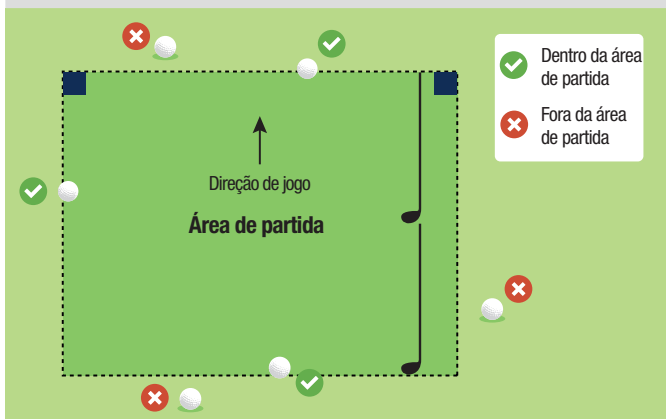 Dentro da área
de partida
Fora da área
de partida
Direção de jogo
Área de partida